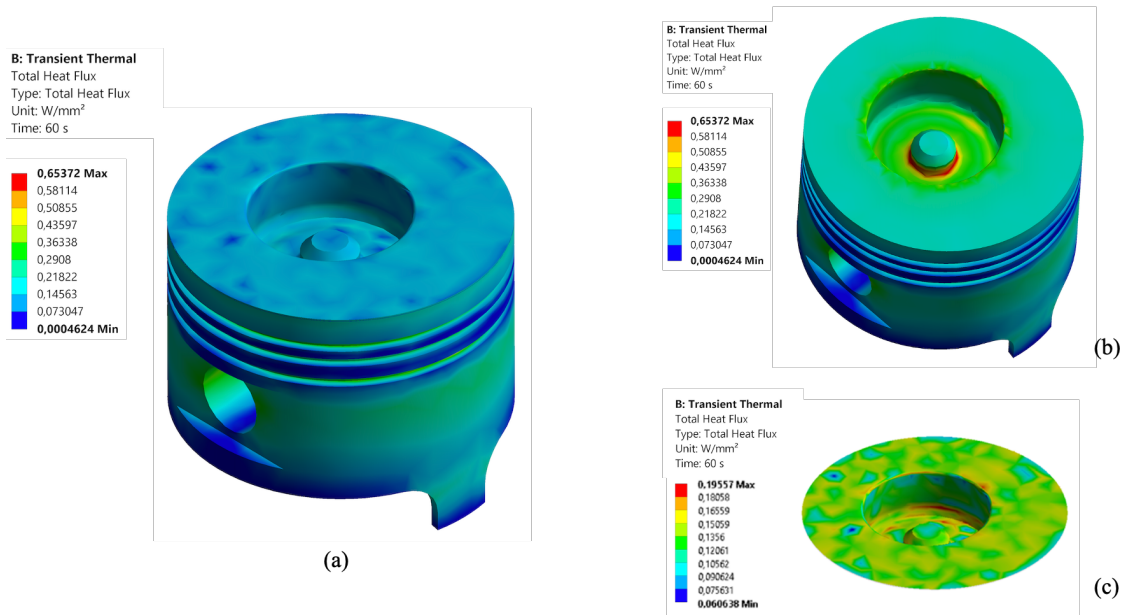 B: Transient Thermal
Total Heat Flux
Type: Total Heat Flux
Unit: W/mm²
Time: 60 s
0,65372 Max
0,58114
0,50855
0,43597
0,36338
0,2908
0,21822
0,14563
0,073047
0,0004624 Min
(a)
B: Transient Thermal
Total Heat Flux
Type: Total Heat Flux
Unit: W/mm²
Time: 60 s
0,65372 Max
0,58114
0,50855
0,43597
0,36338
0,2908
0,21822
0,14563
0,073047
0,0004624 Min
(b)
B: Transient Thermal
Total Heat Flux
Type: Total Heat Flux
Unit: W/mm²
Time: 60 s
0,19557 Max
0,18058
0,16559
0,15059
0,1356
0,12061
0,10562
0,090624
0,075631
0,060638 Min
(c)